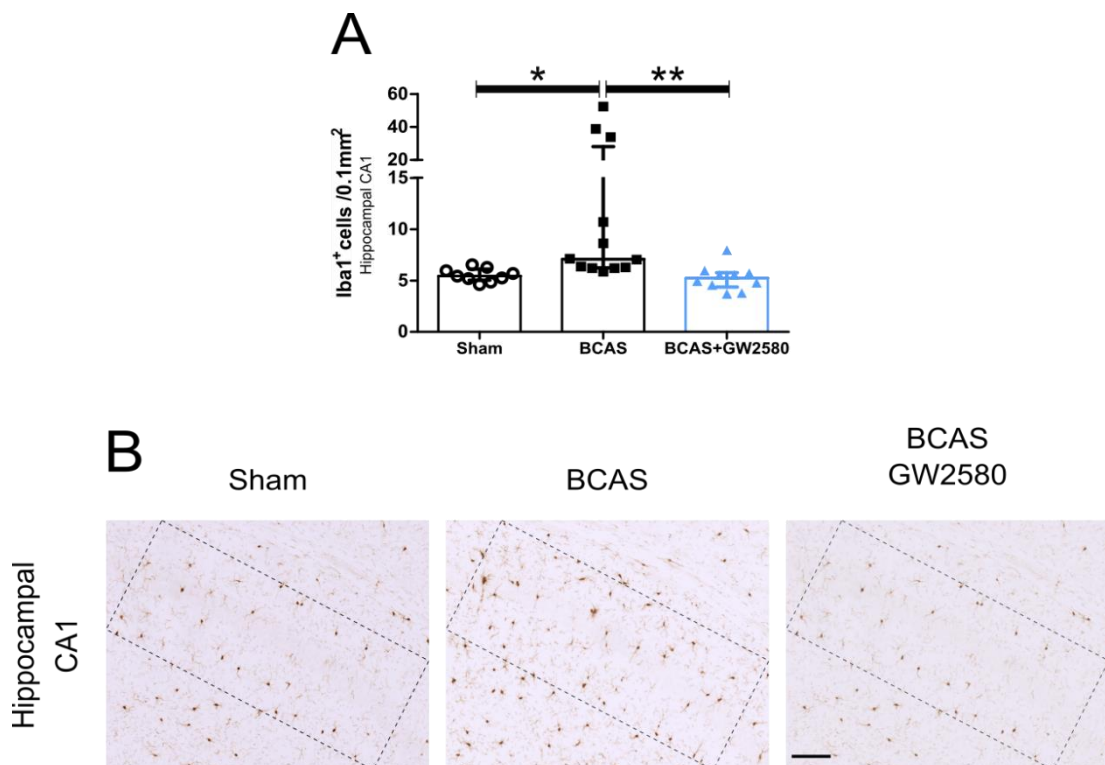 A
* **
60
40
20
15
10
5
0
Iba1⁺cells /0.1mm²
Hippocampal CA1
Sham BCAS BCAS+GW2580
B
Sham BCAS BCAS
GW2580
Hippocampal
CA1